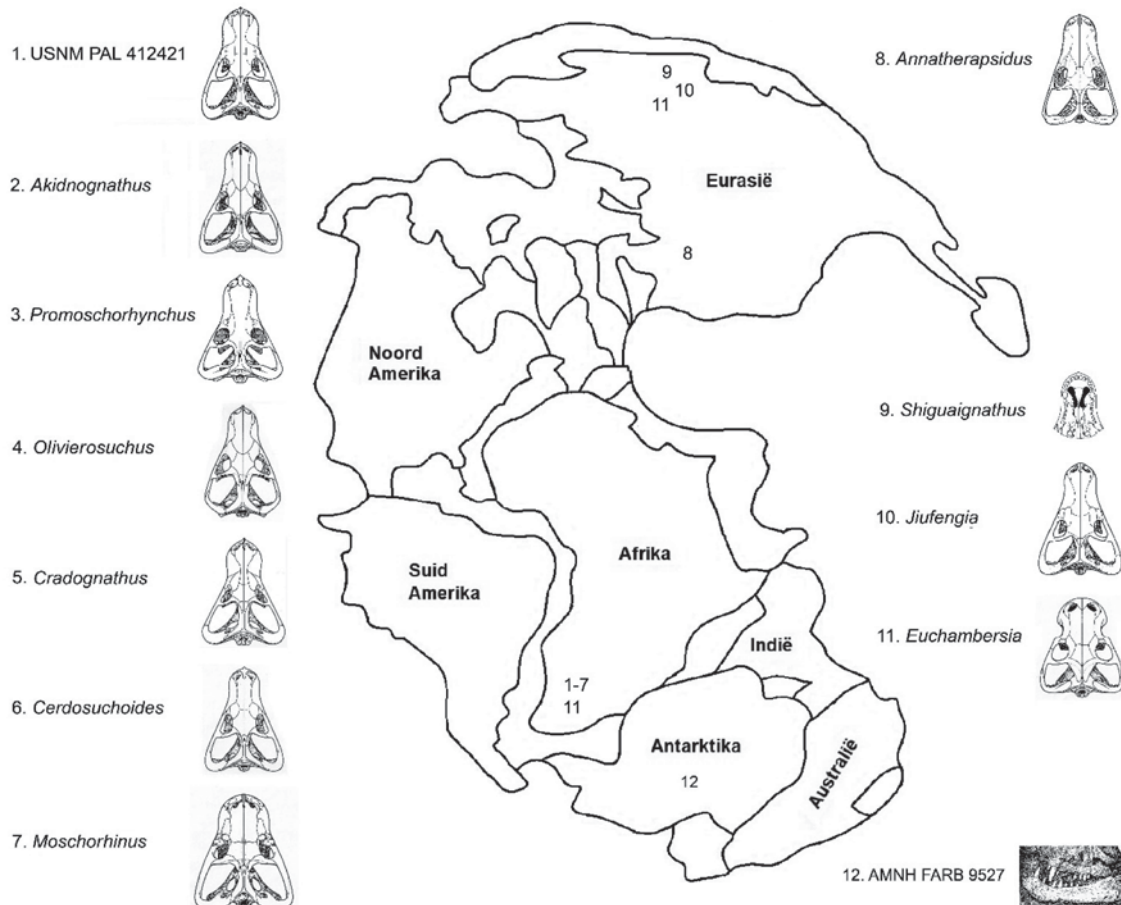 1. USNM PAL 412421
2. Akidnognathus
3. Promoschorhynchus
4. Olivierosuchus
5. Cradognathus
6. Cerdosuchoides
7. Moschorhinus
9
10
11
Eurasië
8
Noord
Amerika
Afrika
Suid
Amerika
Indië
1-7
11
Antarktika
12
Australië
8. Annatherapsidus
9. Shiguaignathus
10. Jiufengia
11. Euchambersia
12. AMNH FARB 9527